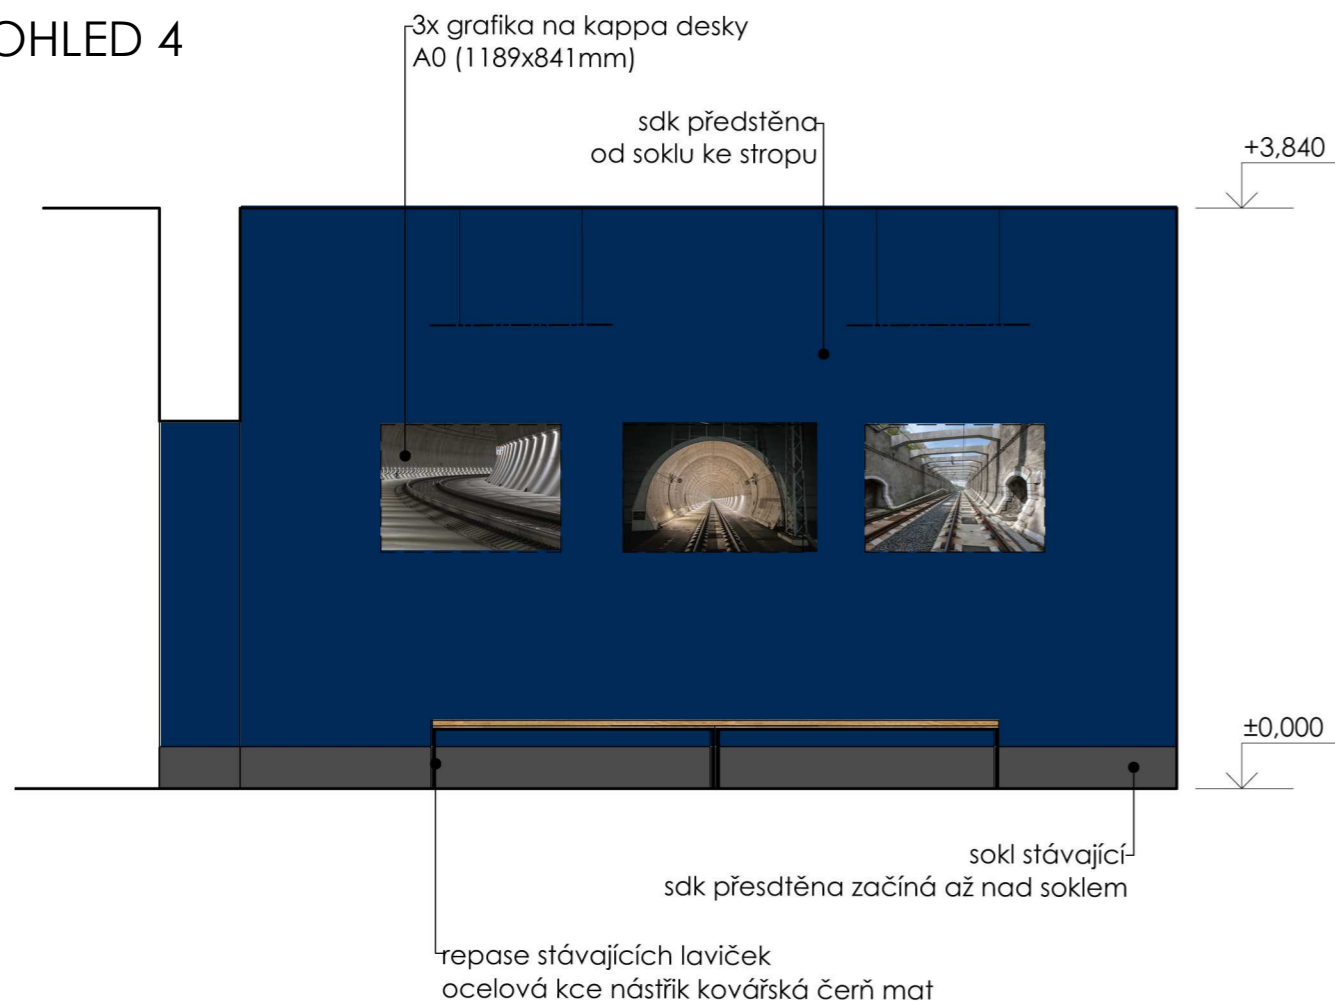 OHLED 4
3x grafika na kappa desky
A0 (1189x841mm)
sdk předstěna
od soklu ke stropu
+3,840
±0,000
sokl stávající
sdk přesdtěna začíná až nad soklem
repase stávajících laviček
ocelová kce nástřik kovářská čerň mat